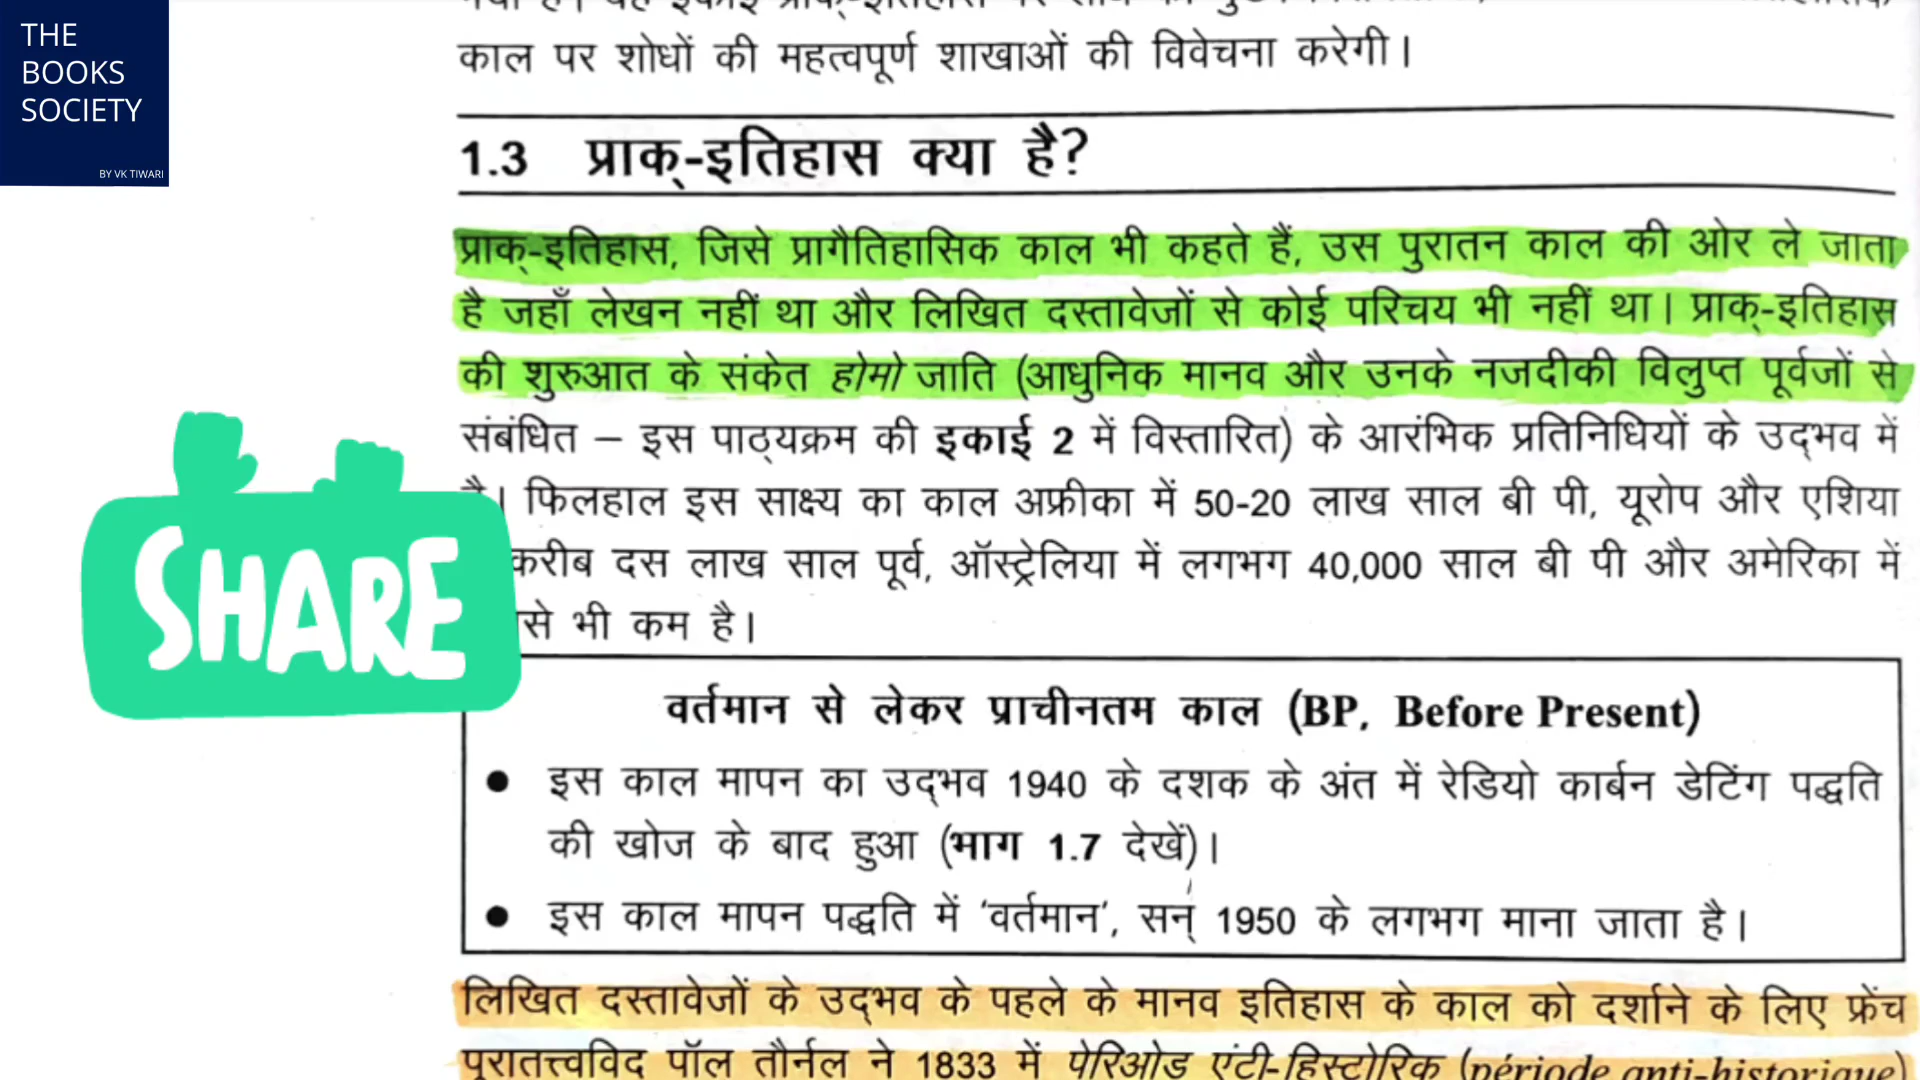 THE
BOOKS
SOCIETY
BY VK TIWARI
काल पर शोधों की महत्वपूर्ण शाखाओं की विवेचना करेगी।
1.3 प्राक्-इतिहास क्या है?
प्राक्-इतिहास, जिसे प्रागैतिहासिक काल भी कहते हैं, उस पुरातन काल की ओर ले जाता
है जहाँ लेखन नहीं था और लिखित दस्तावेजों से कोई परिचय भी नहीं था। प्राक्-इतिहास
की शुरुआत के संकेत होमो जाति (आधुनिक मानव और उनके नजदीकी विलुप्त पूर्वजों से
संबंधित – इस पाठ्यक्रम की इकाई 2 में विस्तारित) के आरंभिक प्रतिनिधियों के उद्भव में
। फिलहाल इस साक्ष्य का काल अफ्रीका में 50-20 लाख साल बी पी, यूरोप और एशिया
करीब दस लाख साल पूर्व, ऑस्ट्रेलिया में लगभग 40,000 साल बी पी और अमेरिका में
से भी कम है।
SHARE
वर्तमान से लेकर प्राचीनतम काल (BP, Before Present)
● इस काल मापन का उद्भव 1940 के दशक के अंत में रेडियो कार्बन डेटिंग पद्धति
की खोज के बाद हुआ (भाग 1.7 देखें)।
● इस काल मापन पद्धति में 'वर्तमान', सन् 1950 के लगभग माना जाता है।
लिखित दस्तावेजों के उद्भव के पहले के मानव इतिहास के काल को दर्शाने के लिए फ्रेंच
पुरातत्त्वविद पॉल तौर्नल ने 1833 में पेरिओड एंटी-हिस्टोरिक (période anti-historique)